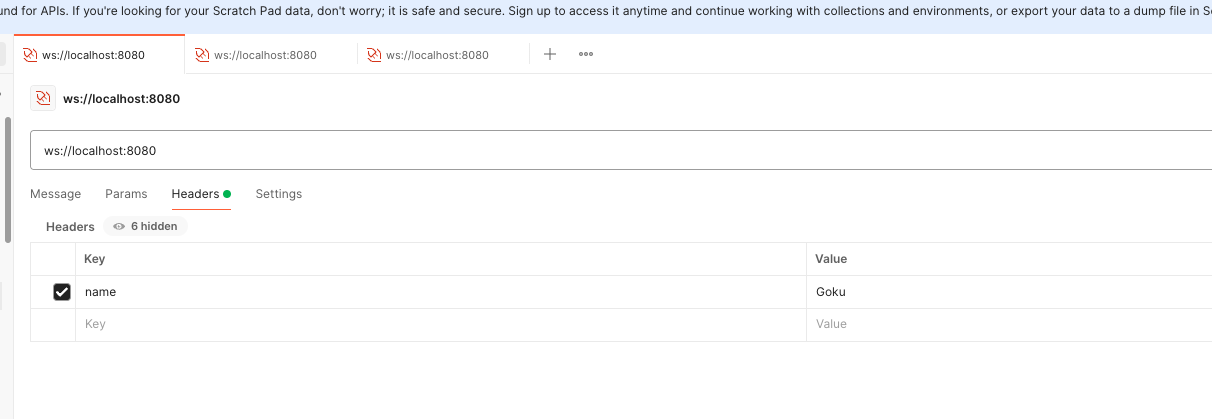 und for APIs. If you're looking for your Scratch Pad data, don't worry; it is safe and secure. Sign up to access it anytime and continue working with collections and environments, or export your data to a dump file in
ws://localhost:8080 ws://localhost:8080 ws://localhost:8080
ws://localhost:8080
ws://localhost:8080
Message Params Headers Settings
Headers 6 hidden
Key Value
name Goku
Key Value